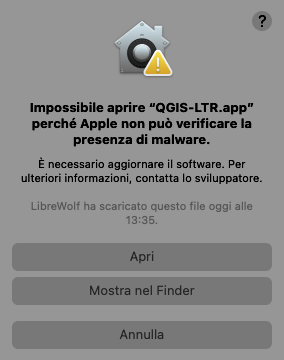 ?
Impossibile aprire “QGIS-LTR.app”
perché Apple non può verificare la
presenza di malware.
È necessario aggiornare il software. Per
ulteriori informazioni, contatta lo sviluppatore.
LibreWolf ha scaricato questo file oggi alle
13:35.
Apri
Mostra nel Finder
Annulla